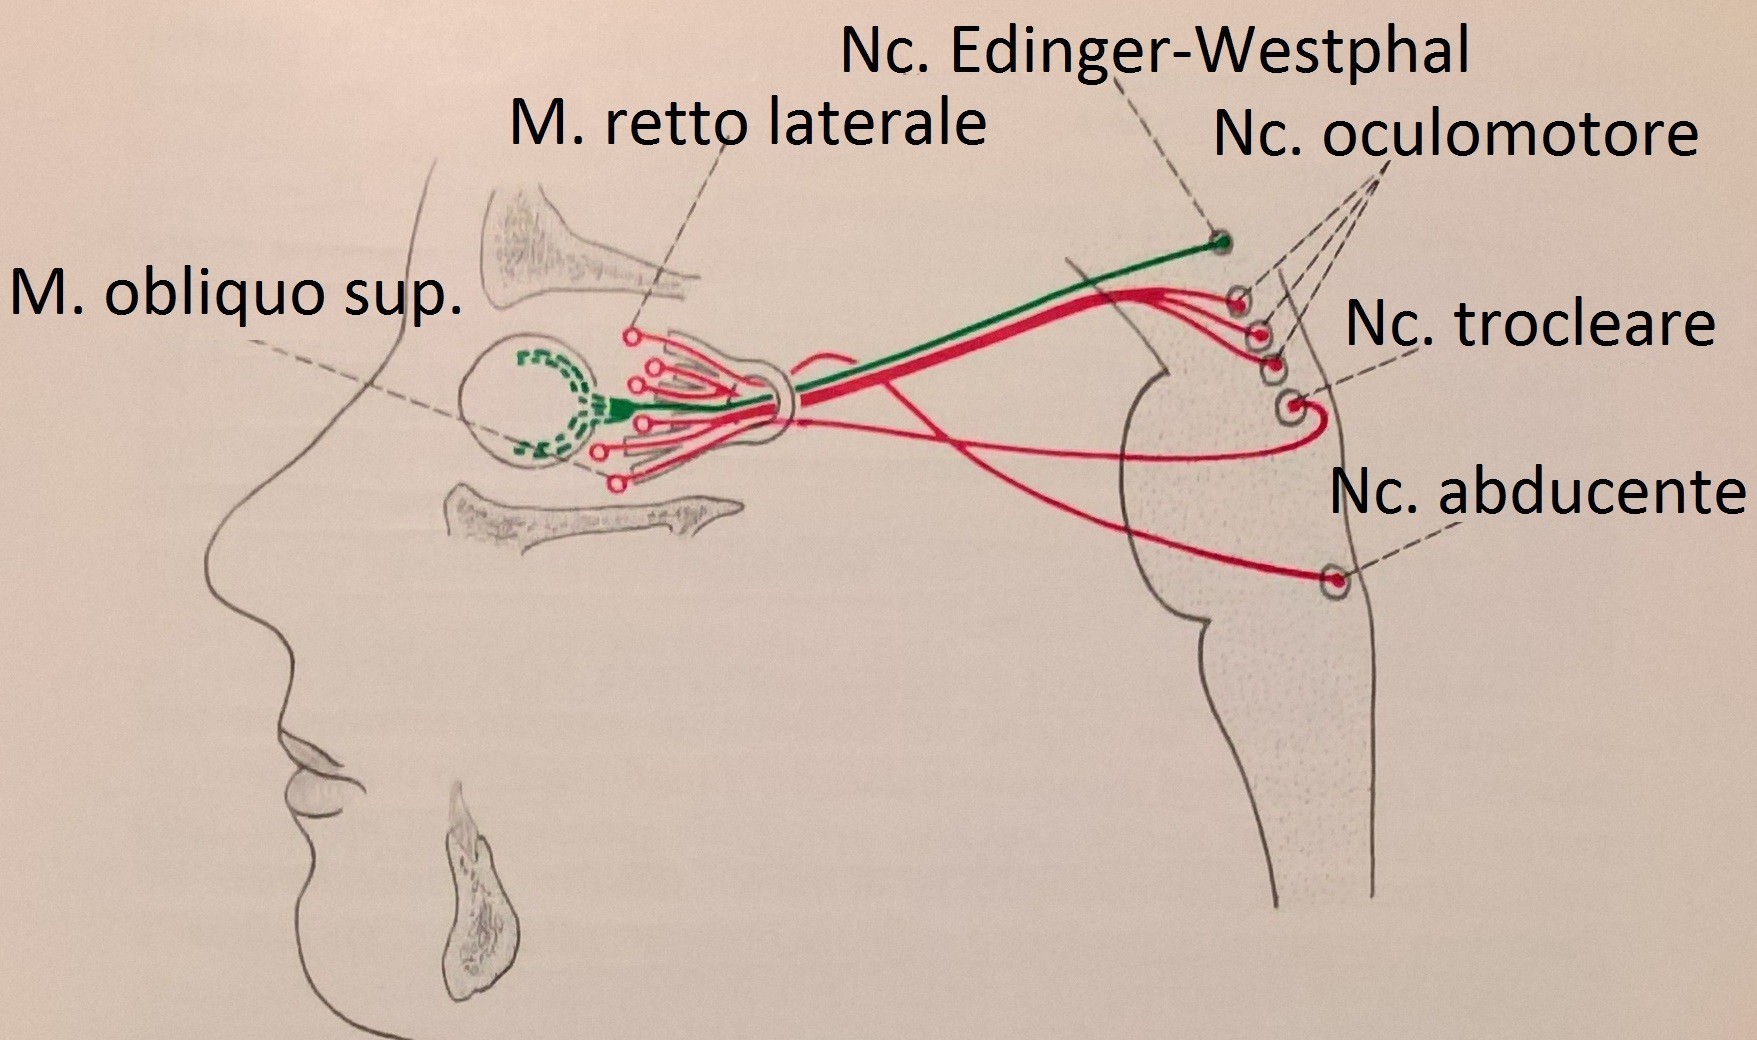 Nc. Edinger-Westphal
M. retto laterale
Nc. oculomotore
M. obliquo sup.
Nc. trocleare
Nc. abducente